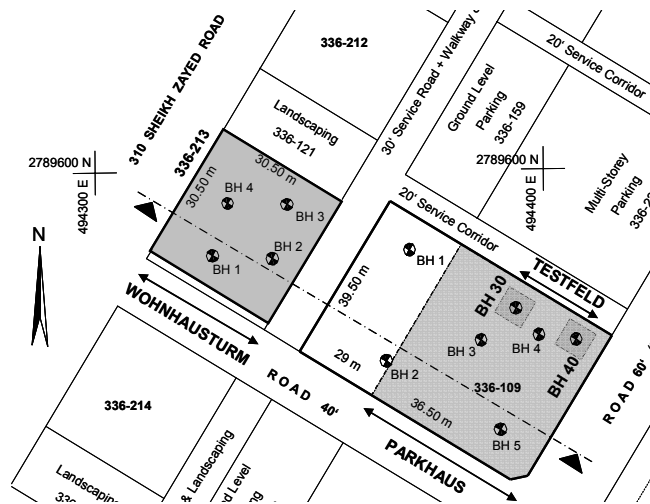 310 SHEIKH ZAYED ROAD
336-212
Landscaping
336-121
30' Service Road + Walkway
20' Service Corridor
Ground Level
Parking
336-159
Multi-Storey
Parking
2789600 N
494300 E
336-213
30.50 m
30.50 m
BH 4
BH 3
BH 1
BH 2
2789600 N
494400 E
20' Service Corridor
N
BH 1
39.50 m
29 m
BH 2
TESTFELD
BH 30
BH 3
BH 4
BH 40
336-109
36.50 m
BH 5
WOHNHAUSTURM
ROAD 40'
PARKHAUS
ROAD 60'
336-214
Landscaping
& Landscaping
Level